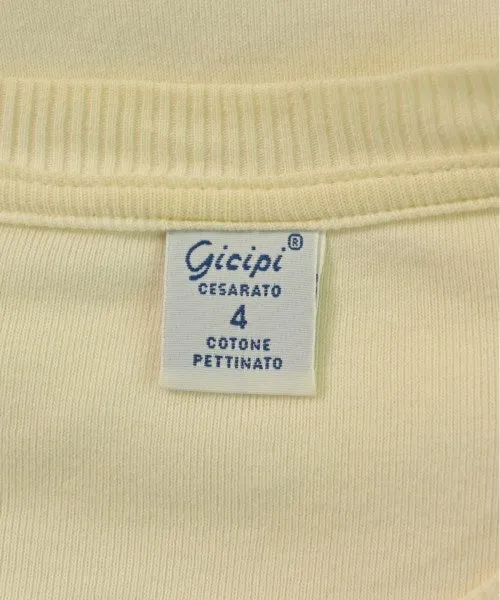 Gicipi®
CESARATO
4
COTONE
PETTINATO